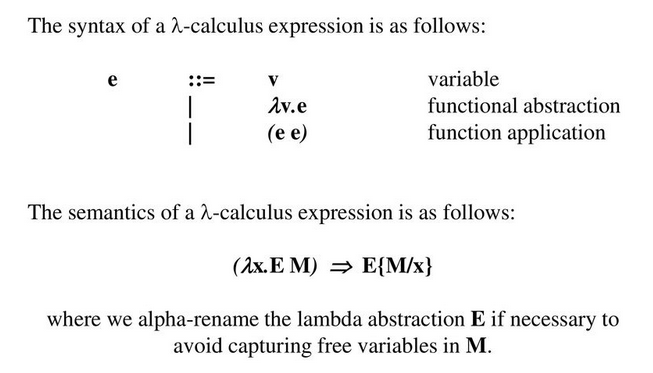 The syntax of a λ-calculus expression is as follows:
e ::= v variable
| λv.e functional abstraction
| (e e) function application
The semantics of a λ-calculus expression is as follows:
(λx.E M) ⇒ E{M/x}
where we alpha-rename the lambda abstraction E if necessary to
avoid capturing free variables in M.